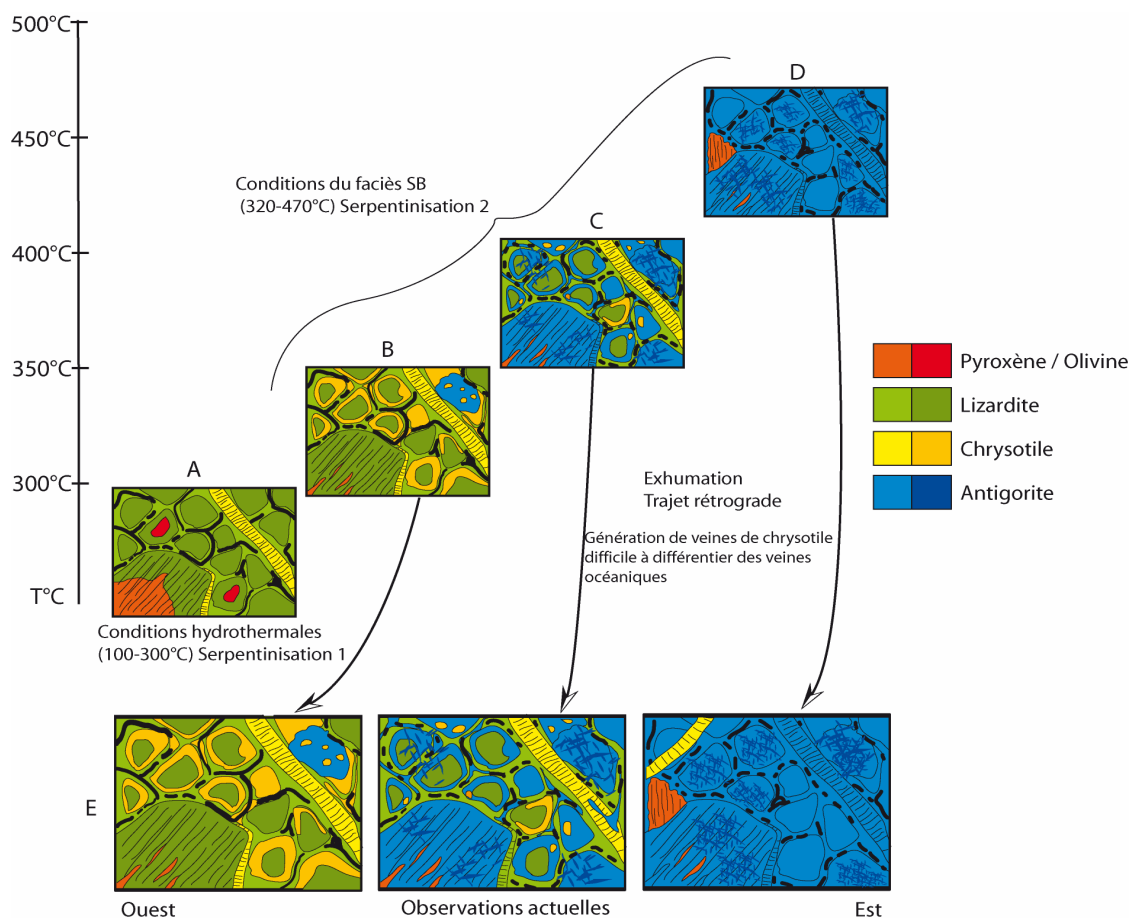 500°C
450°C
400°C
350°C
300°C
T°C
D
Conditions du faciès SB
(320-470°C) Serpentinisation 2
C
B
A
Pyroxène / Olivine
Lizardite
Chrysotile
Antigorite
Exhumation
Trajet rétrograde
Génération de veines de chrysotile
difficile à différentier des veines
océaniques
Conditions hydrothermales
(100-300°C) Serpentinisation 1
E
Ouest
Observations actuelles
Est